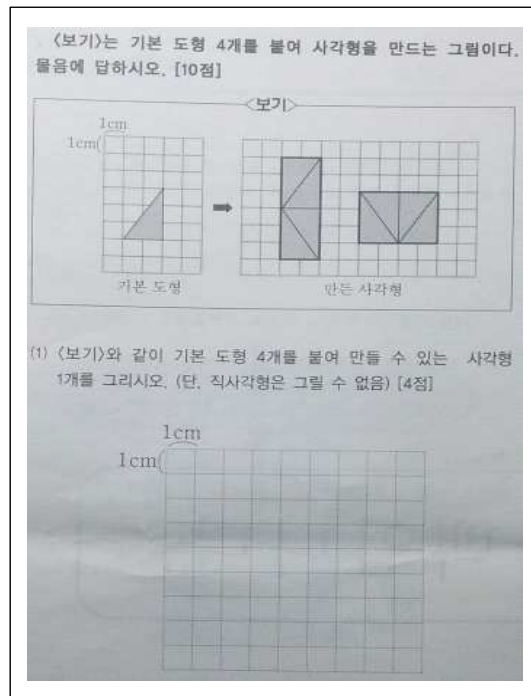 <보기>는 기본 도형 4개를 붙여 사각형을 만드는 그림이다.
물음에 답하시오. [10점]
<보기>
1cm
1cm
기본 도형
만든 사각형
(1) <보기>와 같이 기본 도형 4개를 붙여 만들 수 있는 사각형
1개를 그리시오. (단, 직사각형은 그릴 수 없음) [4점]
1cm
1cm